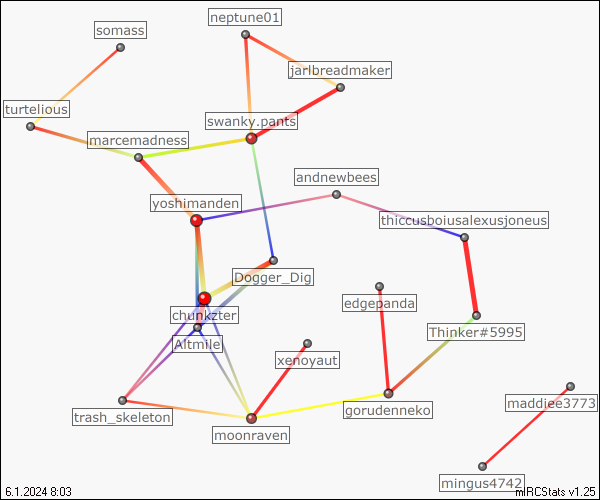 neptune01
somass
jarlbreadmaker
turtelious
swanky.pants
marcemadness
andnewbees
yoshimanden
thiccusboiusalexusjoneus
Dogger_Dig
edgepanda
chunkzter
Thinker#5995
Altmile
xenoyaut
maddiee3773
trash_skeleton
gorudenneko
moonraven
mingus4742
6.1.2024 8:03
mIRCStats v1.25